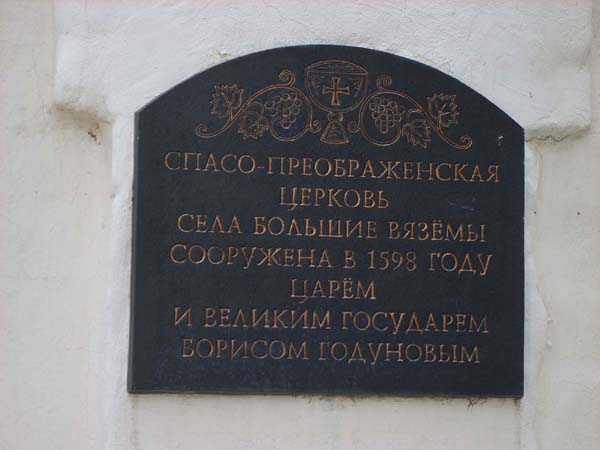 СПАСО-ПРЕОБРАЖЕНСКАЯ
ЦЕРКОВЬ
СЕЛА БОЛЬШИЕ ВЯЗЁМЫ
СООРУЖЕНА В 1598 ГОДУ
ЦАРЁМ
И ВЕЛИКИМ ГОСУДАРЕМ
БОРИСОМ ГОДУНОВЫМ